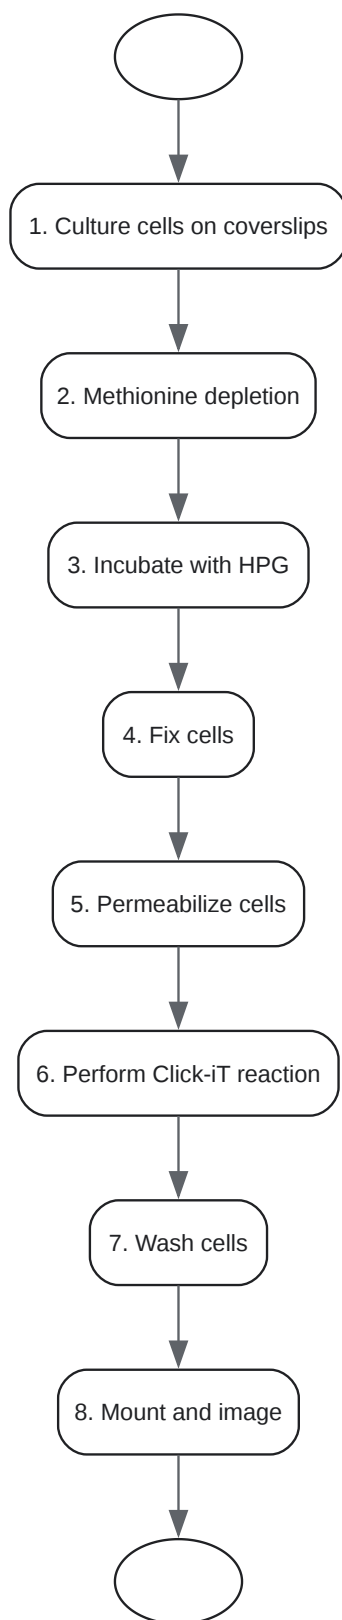 1. Culture cells on coverslips
2. Methionine depletion
3. Incubate with HPG
4. Fix cells
5. Permeabilize cells
6. Perform Click-iT reaction
7. Wash cells
8. Mount and image